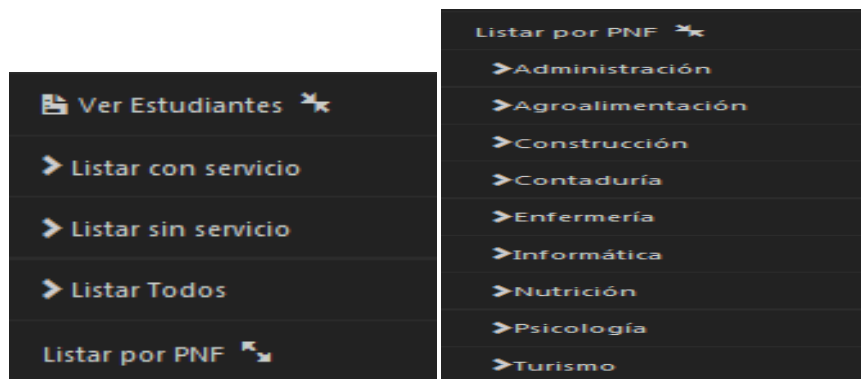 Ver Estudiantes
Listar con servicio
Listar sin servicio
Listar Todos
Listar por PNF
Listar por PNF
Administración
Agroalimentación
Construcción
Contaduría
Enfermería
Informática
Nutrición
Psicología
Turismo